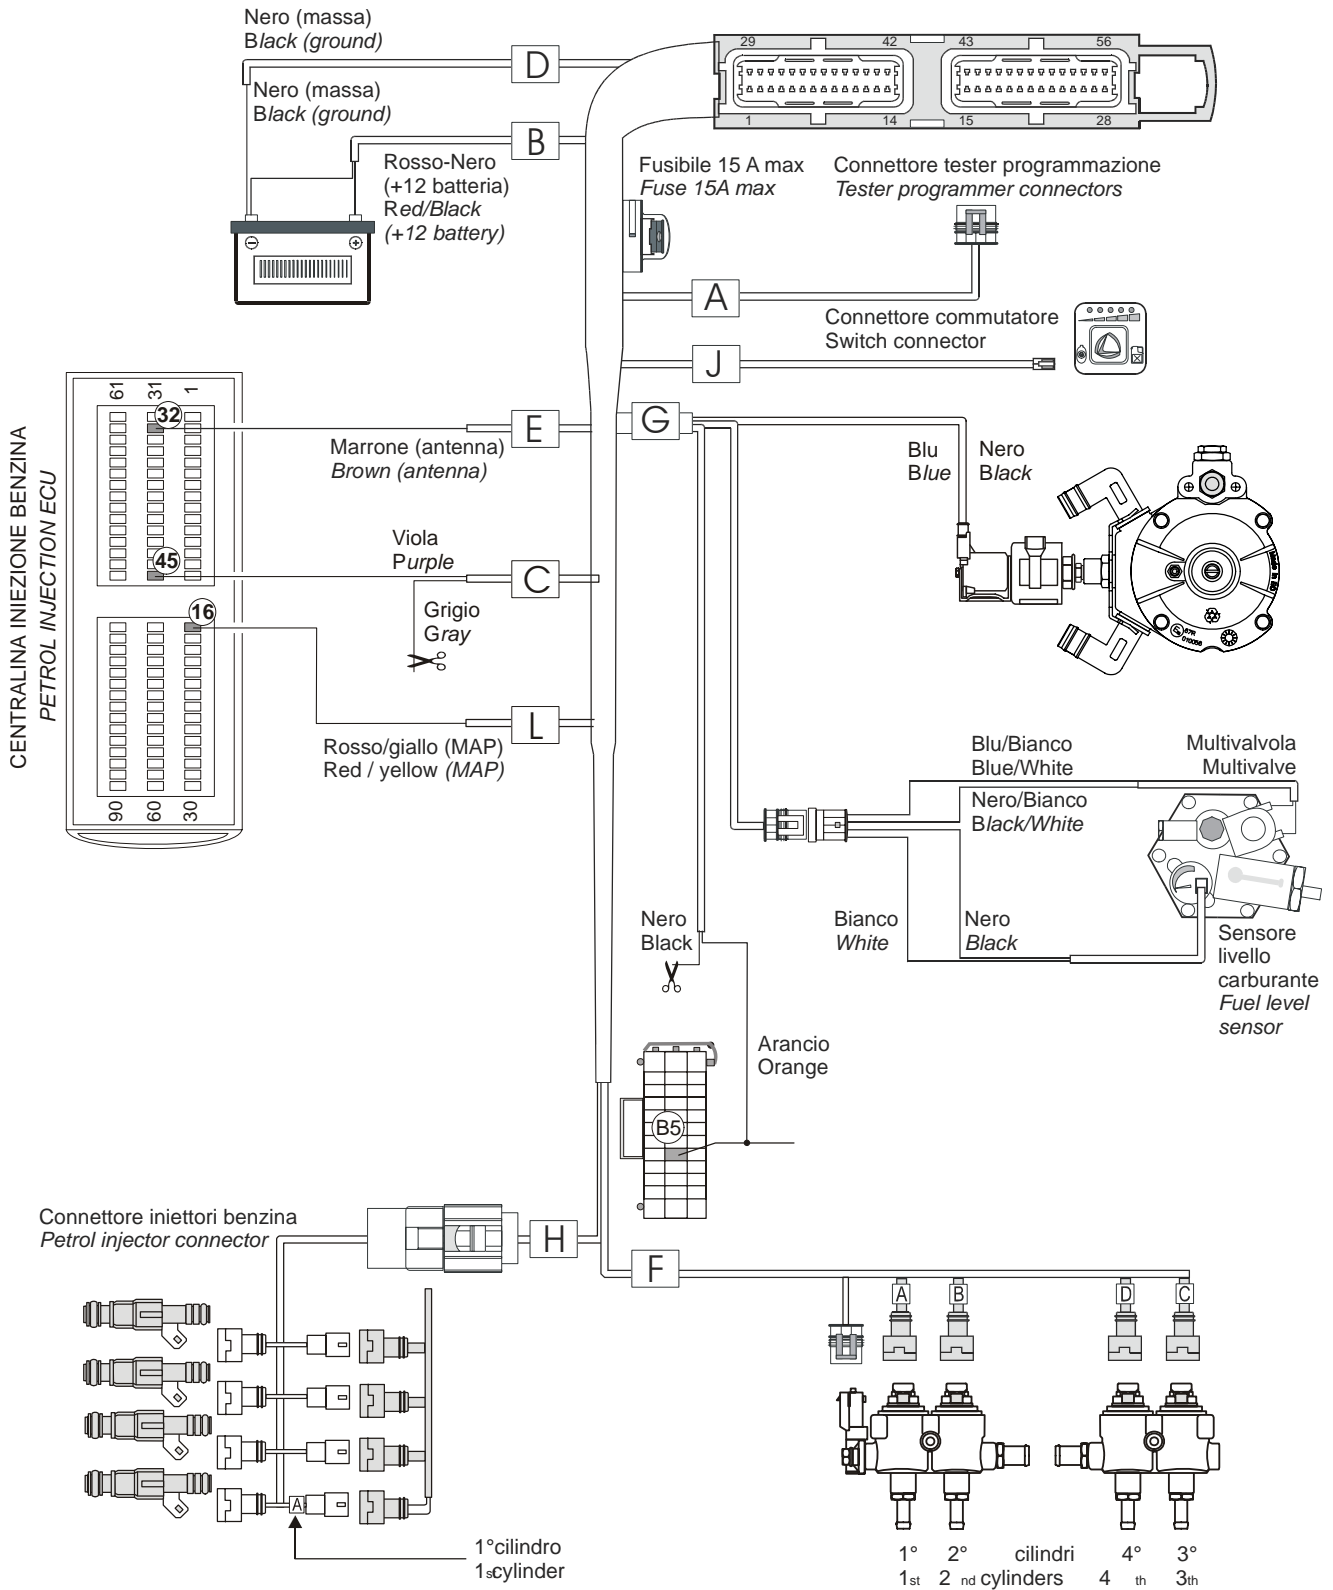 Nero (massa)
Black (ground)
D
29 42 43 56
1 14 15 28
Nero (massa)
Black (ground)
B
Rosso-Nero
(+12 batteria)
Red/Black
(+12 battery)
Fusibile 15 A max
Fuse 15A max
Connettore tester programmazione
Tester programmer connectors
A
Connettore commutatore
Switch connector
J
CENTRALINA INIEZIONE BENZINA
PETROL INJECTION ECU
61 31 1
32
E
Marrone (antenna)
Brown (antenna)
G
Blu
Blue
Nero
Black
Viola
Purple
45
C
Grigio
Gray
16
L
Rosso/giallo (MAP)
Red / yellow (MAP)
90 60 30
67R
010056
Blu/Bianco
Blue/White
Multivalvola
Multivalve
Nero/Bianco
Black/White
Nero
Black
Bianco
White
Nero
Black
Sensore
livello
carburante
Fuel level
sensor
Arancio
Orange
B5
Connettore iniettori benzina
Petrol injector connector
H
F
A B D C
A
1°cilindro
1st cylinder
1° 2° cilindri 4° 3°
1st 2 nd cylinders 4 th 3th